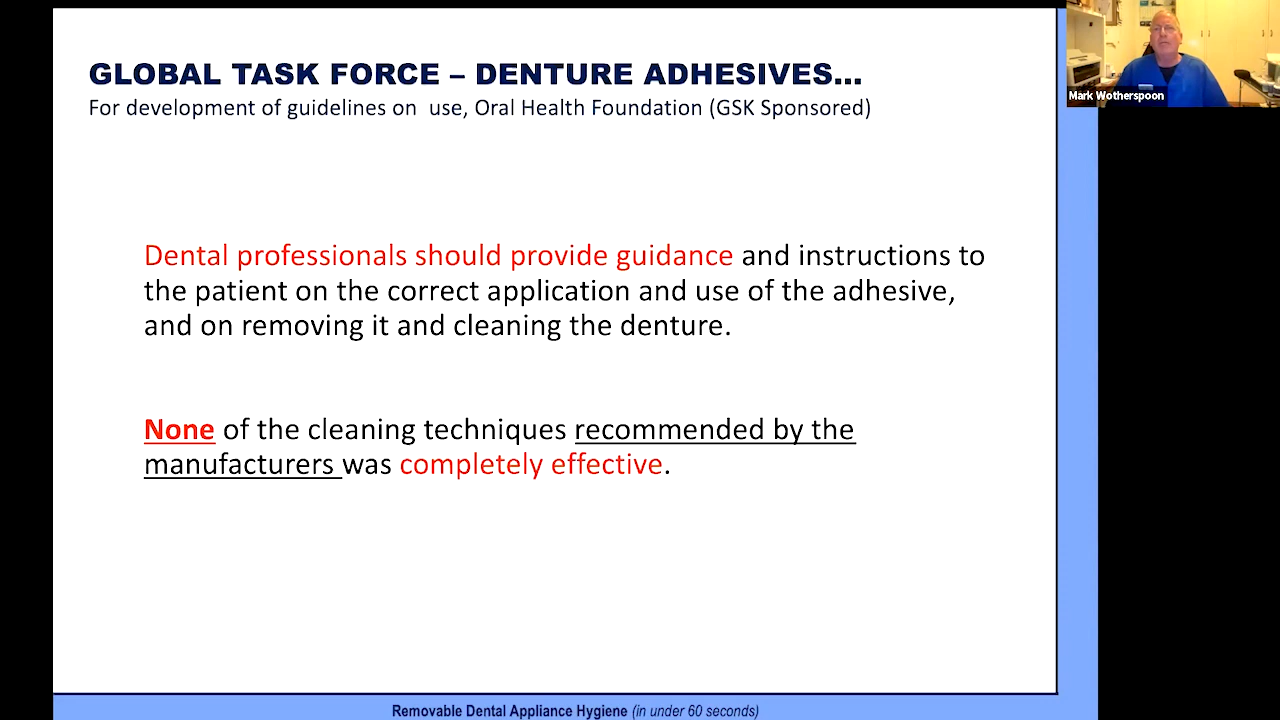 GLOBAL TASK FORCE – DENTURE ADHESIVES...
For development of guidelines on use, Oral Health Foundation (GSK Sponsored)
Mark Wotherspoon
Dental professionals should provide guidance and instructions to
the patient on the correct application and use of the adhesive,
and on removing it and cleaning the denture.
None of the cleaning techniques recommended by the
manufacturers was completely effective.
Removable Dental Appliance Hygiene (in under 60 seconds)